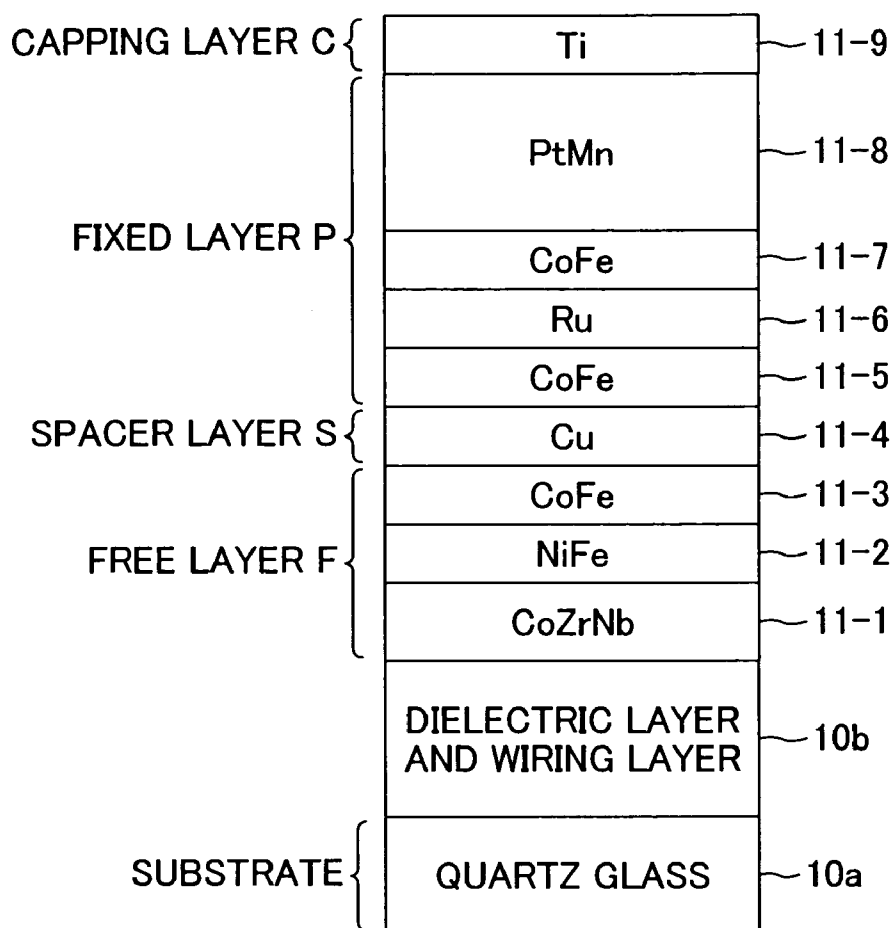 CAPPING LAYER C
Ti
11-9
PtMn
11-8
FIXED LAYER P
CoFe
11-7
Ru
11-6
CoFe
11-5
SPACER LAYER S
Cu
11-4
CoFe
11-3
FREE LAYER F
NiFe
11-2
CoZrNb
11-1
DIELECTRIC LAYER
AND WIRING LAYER
10b
SUBSTRATE
QUARTZ GLASS
10a